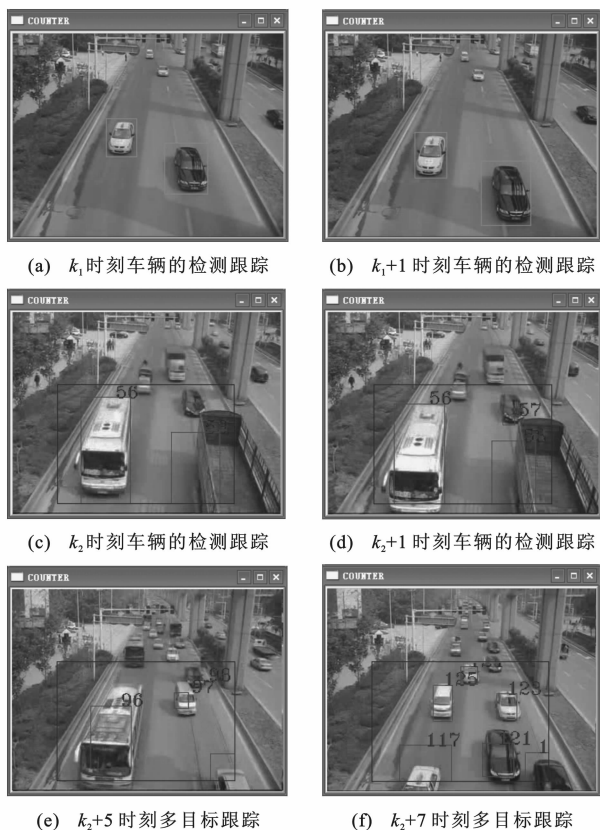 COUNTER
COUNTER
(a) k₁时刻车辆的检测跟踪
(b) k₁+1时刻车辆的检测跟踪
COUNTER
56
COUNTER
56
57
(c) k₂时刻车辆的检测跟踪
(d) k₂+1时刻车辆的检测跟踪
COUNTER
96
97
98
COUNTER
125
123
117
121
1
(e) k₂+5时刻多目标跟踪
(f) k₂+7时刻多目标跟踪